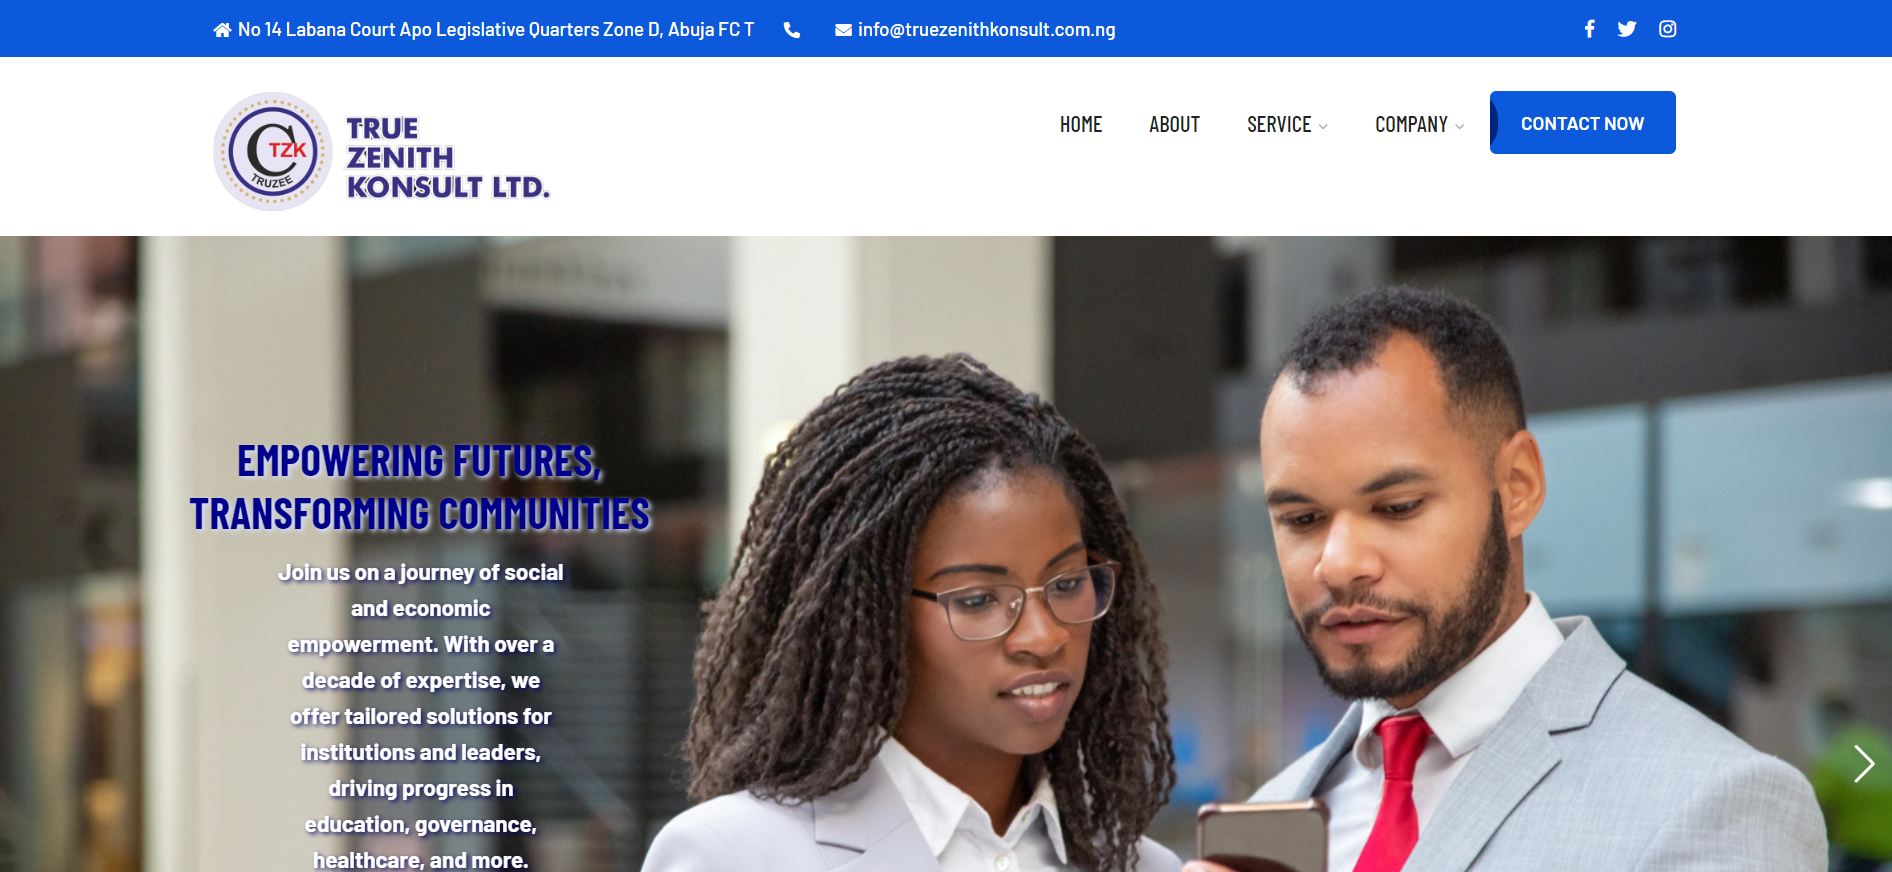 No 14 Labana Court Apo Legislative Quarters Zone D, Abuja FC T
info@truezenithkonsult.com.ng
C
TZK
TRUZEE
TRUE
ZENITH
KONSULT LTD.
HOME
ABOUT
SERVICE
COMPANY
CONTACT NOW
EMPOWERING FUTURES,
TRANSFORMING COMMUNITIES
Join us on a journey of social
and economic
empowerment. With over a
decade of expertise, we
offer tailored solutions for
institutions and leaders,
driving progress in
education, governance,
healthcare, and more.